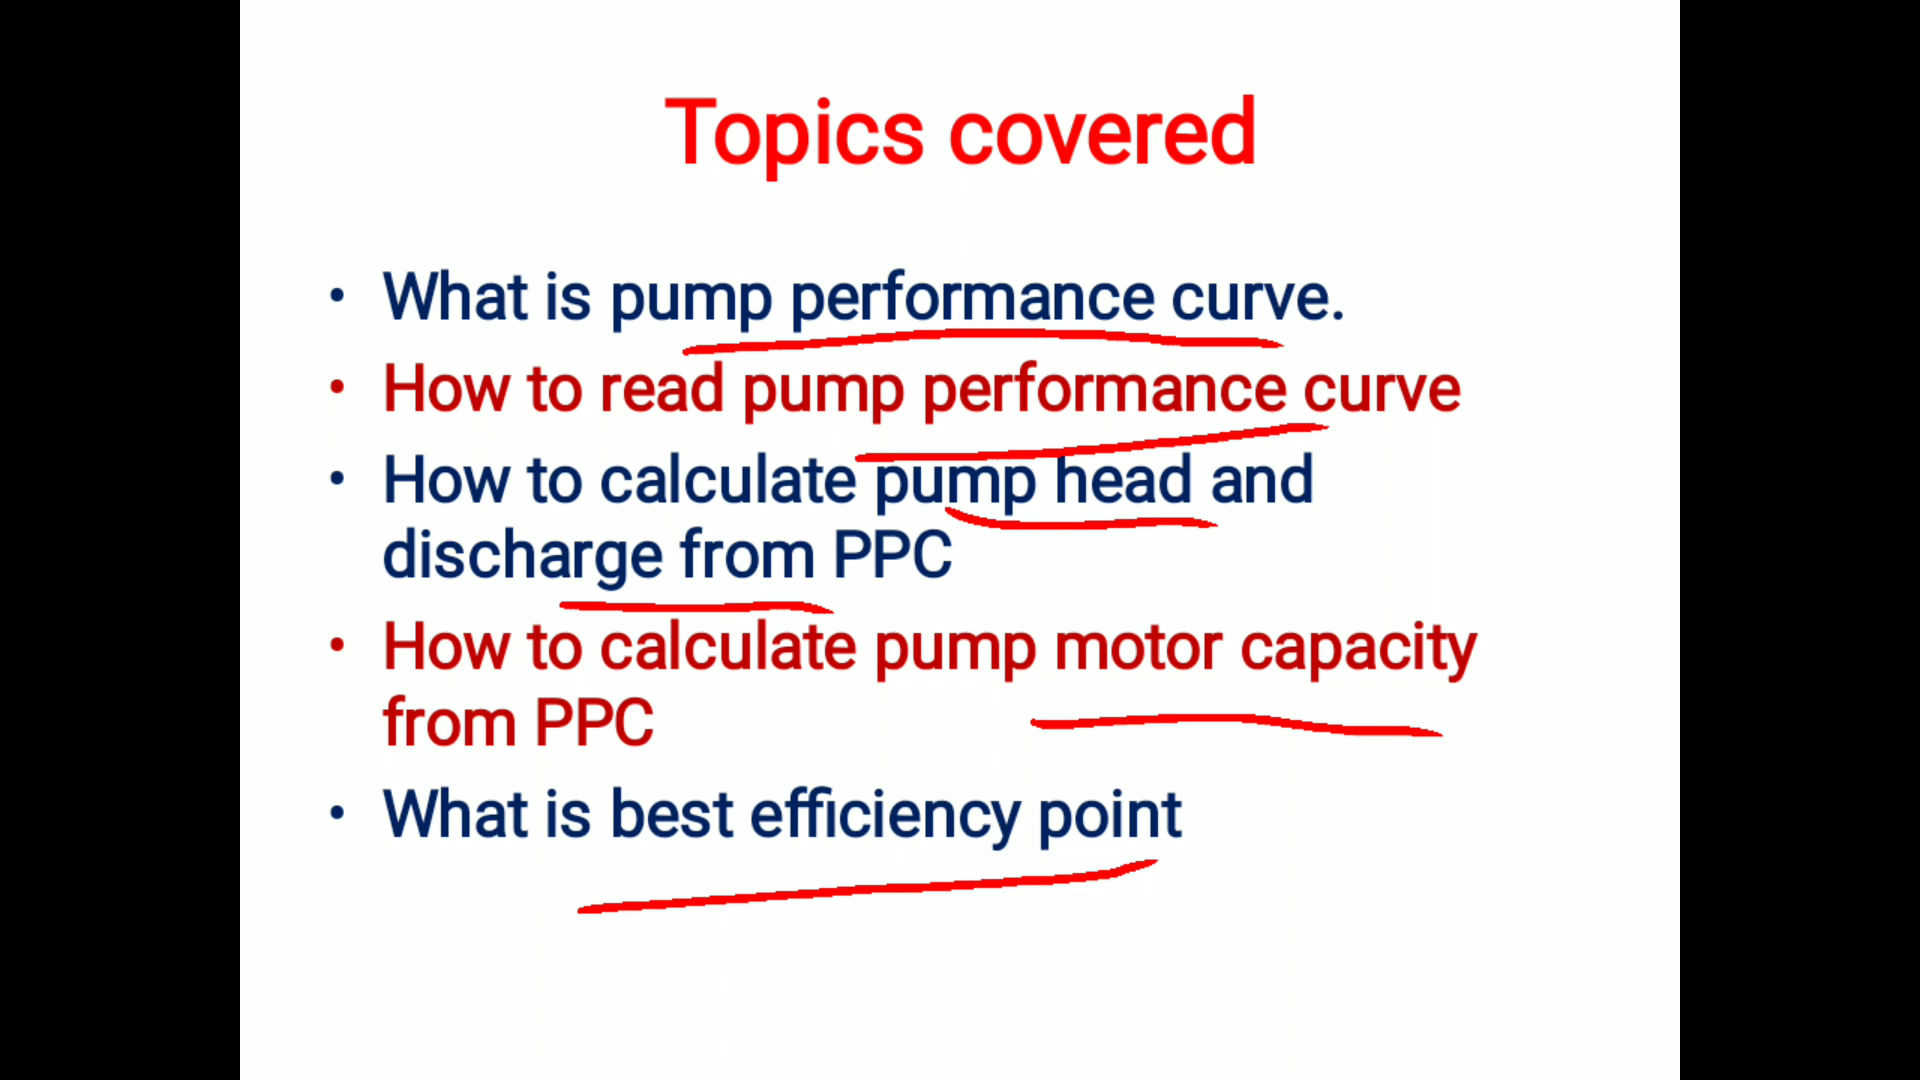 Topics covered
• What is pump performance curve.
• How to read pump performance curve
• How to calculate pump head and
discharge from PPC
• How to calculate pump motor capacity
from PPC
• What is best efficiency point